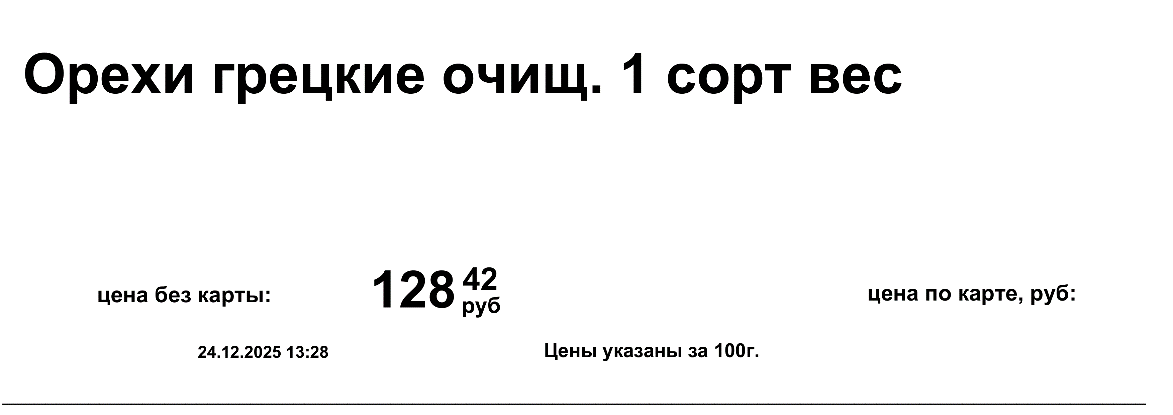 Орехи грецкие очищ. 1 сорт вес
цена без карты: 128 42 руб цена по карте, руб:
24.12.2025 13:28 Цены указаны за 100г.